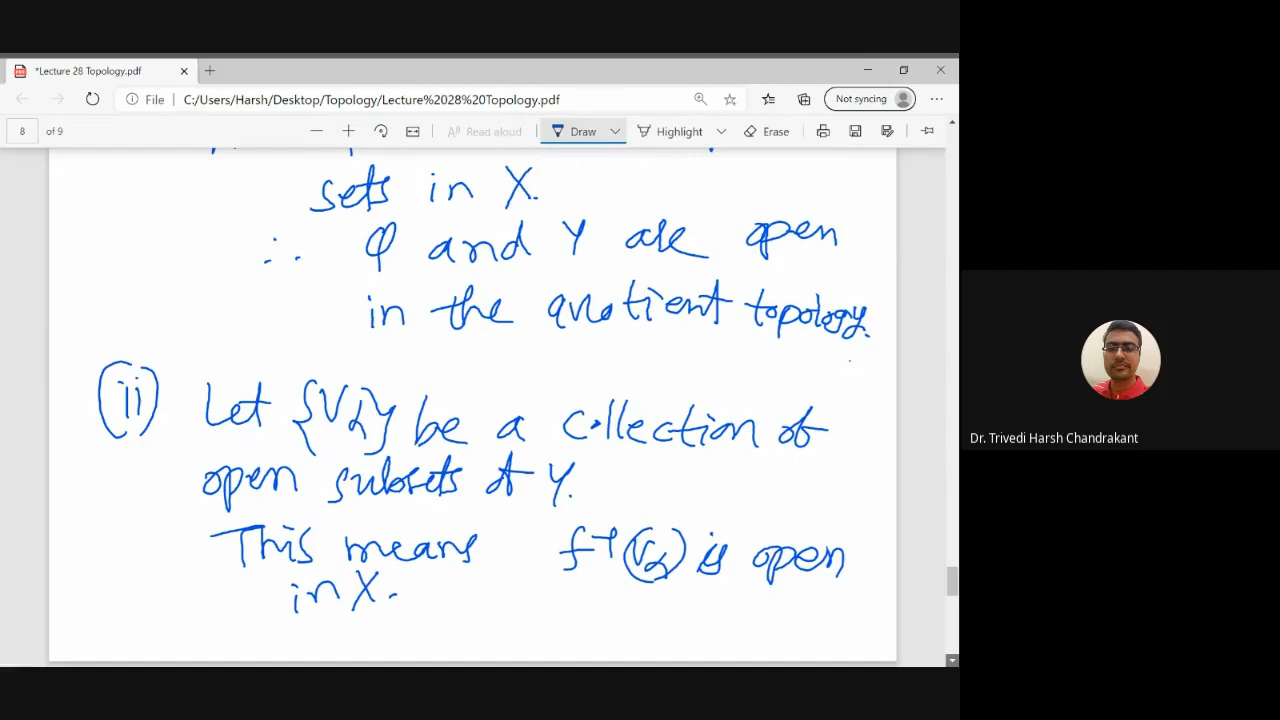 *Lecture 28 Topology.pdf
File C:/Users/Harsh/Desktop/Topology/Lecture%2028%20Topology.pdf Not syncing
8 of 9 Read aloud Draw Highlight Erase
sets in X.
∴ φ and Y are open
in the quotient topology.
(ii) Let {Vα} be a collection of
open subsets of Y.
This means f⁻¹(Vα) is open
in X.
Dr. Trivedi Harsh Chandrakant